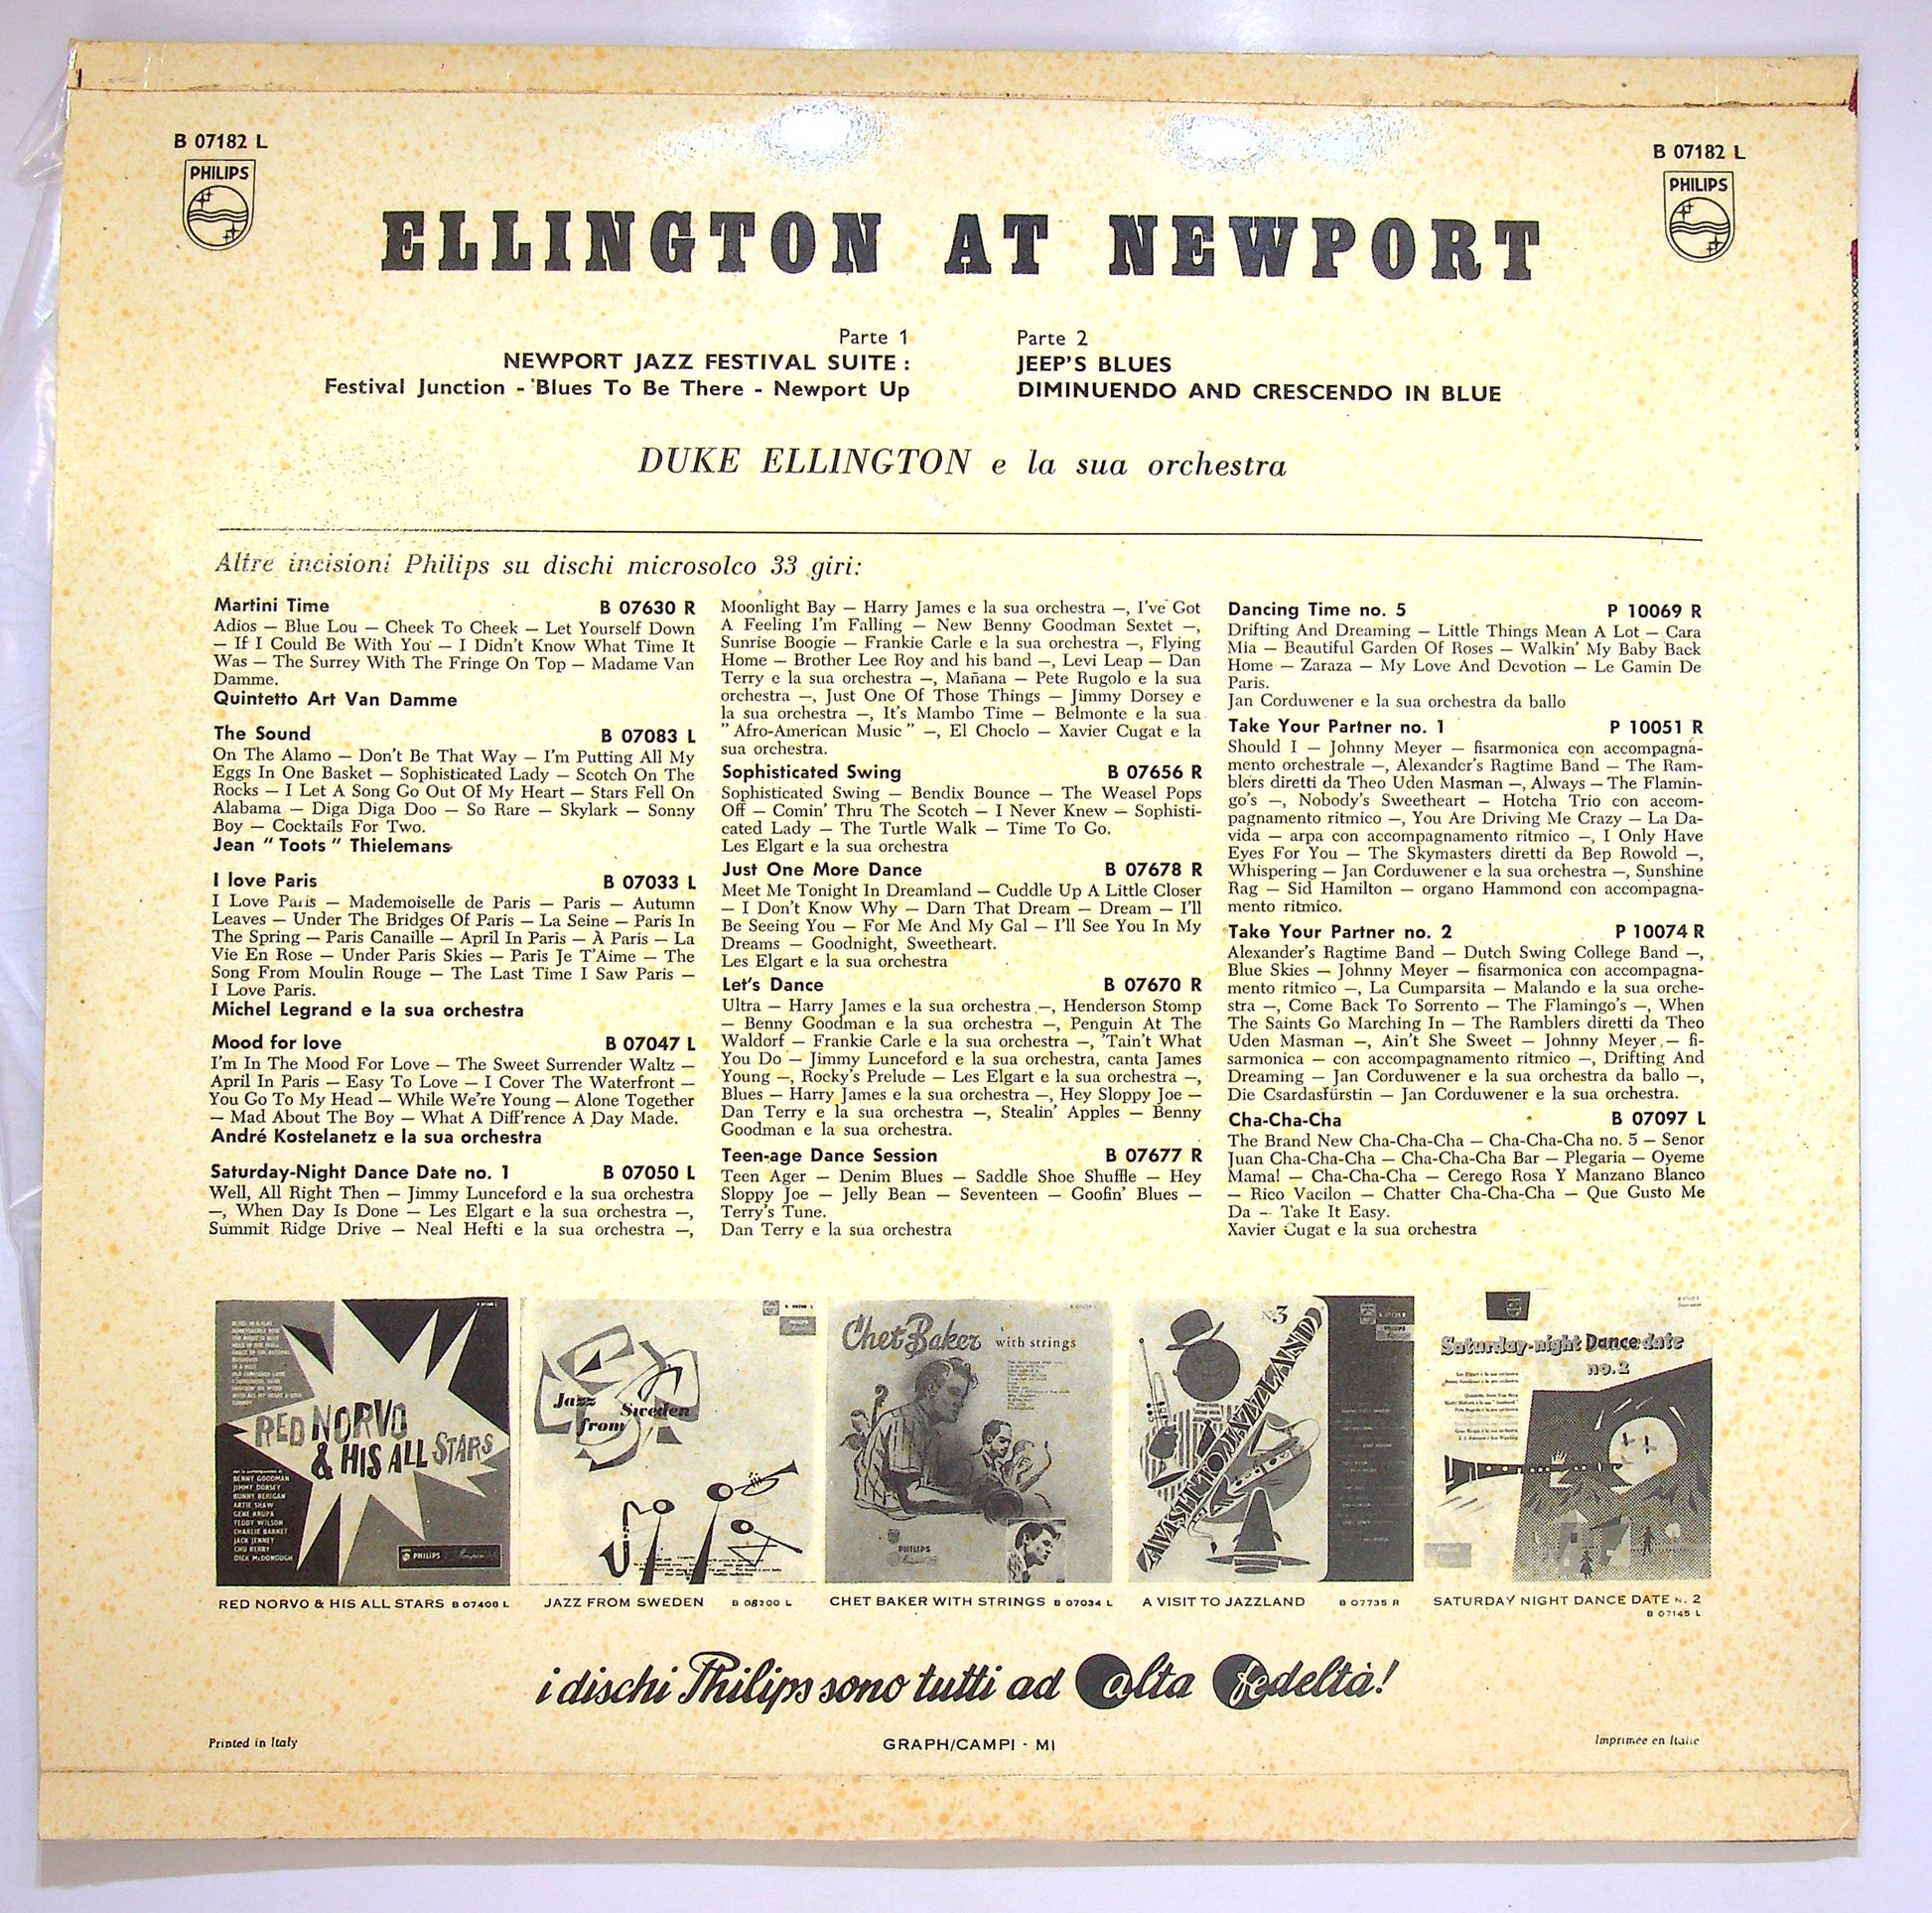 B 07182 L
PHILIPS
B 07182 L
PHILIPS
ELLINGTON AT NEWPORT
Parte 1
NEWPORT JAZZ FESTIVAL SUITE :
Festival Junction - Blues To Be There - Newport Up
Parte 2
JEEP'S BLUES
DIMINUENDO AND CRESCENDO IN BLUE
DUKE ELLINGTON e la sua orchestra
Altre incisioni Philips su dischi microsolco 33 giri:
Martini Time B 07630 R
Adios — Blue Lou — Cheek To Cheek — Let Yourself Down
— If I Could Be With You — I Didn't Know What Time It
Was — The Surrey With The Fringe On Top — Madame Van
Damme.
Quintetto Art Van Damme
The Sound B 07083 L
On The Alamo — Don't Be That Way — I'm Putting All My
Eggs In One Basket — Sophisticated Lady — Scotch On The
Rocks — I Let A Song Go Out Of My Heart — Stars Fell On
Alabama — Diga Diga Doo — So Rare — Skylark — Sonny
Boy — Cocktails For Two.
Jean "Toots" Thielemans
I love Paris B 07033 L
I Love Paris — Mademoiselle de Paris — Paris — Autumn
Leaves — Under The Bridges Of Paris — La Seine — Paris In
The Spring — Paris Canaille — April In Paris — À Paris — La
Vie En Rose — Under Paris Skies — Paris Je T'Aime — The
Song From Moulin Rouge — The Last Time I Saw Paris —
I Love Paris.
Michel Legrand e la sua orchestra
Mood for love B 07047 L
I'm In The Mood For Love — The Sweet Surrender Waltz —
April In Paris — Easy To Love — I Cover The Waterfront —
You Go To My Head — While We're Young — Alone Together
— Mad About The Boy — What A Diff'rence A Day Made.
André Kostelanetz e la sua orchestra
Saturday-Night Dance Date no. 1 B 07050 L
Well, All Right Then — Jimmy Lunceford e la sua orchestra
—, When Day Is Done — Les Elgart e la sua orchestra —,
Summit Ridge Drive — Neal Hefti e la sua orchestra —,
Moonlight Bay — Harry James e la sua orchestra —, I've Got
A Feeling I'm Falling — New Benny Goodman Sextet —,
Sunrise Boogie — Frankie Carle e la sua orchestra —, Flying
Home — Brother Lee Roy and his band —, Levi Leap — Dan
Terry e la sua orchestra —, Mañana — Pete Rugolo e la sua
orchestra —, Just One Of Those Things — Jimmy Dorsey e
la sua orchestra —, It's Mambo Time — Belmonte e la sua
"Afro-American Music" —, El Choclo — Xavier Cugat e la
sua orchestra.
Sophisticated Swing B 07656 R
Sophisticated Swing — Bendix Bounce — The Weasel Pops
Off — Comin' Thru The Scotch — I Never Knew — Sophisti-
cated Lady — The Turtle Walk — Time To Go.
Les Elgart e la sua orchestra
Just One More Dance B 07678 R
Meet Me Tonight In Dreamland — Cuddle Up A Little Closer
— I Don't Know Why — Darn That Dream — Dream — I'll
Be Seeing You — For Me And My Gal — I'll See You In My
Dreams — Goodnight, Sweetheart.
Les Elgart e la sua orchestra
Let's Dance B 07670 R
Ultra — Harry James e la sua orchestra —, Henderson Stomp
— Benny Goodman e la sua orchestra —, Penguin At The
Waldorf — Frankie Carle e la sua orchestra —, 'Tain't What
You Do — Jimmy Lunceford e la sua orchestra, canta James
Young —, Rocky's Prelude — Les Elgart e la sua orchestra —,
Blues — Harry James e la sua orchestra —, Hey Sloppy Joe —
Dan Terry e la sua orchestra —, Stealin' Apples — Benny
Goodman e la sua orchestra.
Teen-age Dance Session B 07677 R
Teen Ager — Denim Blues — Saddle Shoe Shuffle — Hey
Sloppy Joe — Jelly Bean — Seventeen — Goofin' Blues —
Terry's Tune.
Dan Terry e la sua orchestra
Dancing Time no. 5 P 10069 R
Drifting And Dreaming — Little Things Mean A Lot — Cara
Mia — Beautiful Garden Of Roses — Walkin' My Baby Back
Home — Zaraza — My Love And Devotion — Le Gamin De
Paris.
Jan Corduwener e la sua orchestra da ballo
Take Your Partner no. 1 P 10051 R
Should I — Johnny Meyer — fisarmonica con accompagna-
mento orchestrale —, Alexander's Ragtime Band — The Ram-
blers diretti da Theo Uden Masman —, Always — The Flamin-
go's —, Nobody's Sweetheart — Hotcha Trio con accom-
pagnamento ritmico —, You Are Driving Me Crazy — La Da-
vida — arpa con accompagnamento ritmico —, I Only Have
Eyes For You — The Skymasters diretti da Bep Rowold —,
Whispering — Jan Corduwener e la sua orchestra —, Sunshine
Rag — Sid Hamilton — organo Hammond con accompagna-
mento ritmico.
Take Your Partner no. 2 P 10074 R
Alexander's Ragtime Band — Dutch Swing College Band —,
Blue Skies — Johnny Meyer — fisarmonica con accompagna-
mento ritmico —, La Cumparsita — Malando e la sua orche-
stra —, Come Back To Sorrento — The Flamingo's —, When
The Saints Go Marching In — The Ramblers diretti da Theo
Uden Masman —, Ain't She Sweet — Johnny Meyer — fi-
sarmonica — con accompagnamento ritmico —, Drifting And
Dreaming — Jan Corduwener e la sua orchestra da ballo —,
Die Csardasfürstin — Jan Corduwener e la sua orchestra.
Cha-Cha-Cha B 07097 L
The Brand New Cha-Cha-Cha — Cha-Cha-Cha no. 5 — Senor
Juan Cha-Cha-Cha — Cha-Cha-Cha Bar — Plegaria — Oyeme
Mama! — Cha-Cha-Cha — Cerego Rosa Y Manzano Blanco
— Rico Vacilon — Chatter Cha-Cha-Cha — Que Gusto Me
Da — Take It Easy.
Xavier Cugat e la sua orchestra
RED NORVO
& HIS ALL STARS
BENNY GOODMAN
JIMMY DORSEY
BUNNY BERIGAN
ARTIE SHAW
GENE KRUPA
TEDDY WILSON
CHARLIE BARNET
JACK JENNEY
CHU BERRY
DICK McDONOUGH
PHILIPS
Jazz
from Sweden
Chet Baker with strings
PHILIPS
N°3
A VISIT TO JAZZLAND
Saturday-night Dance date
no.2
RED NORVO & HIS ALL STARS B 07400 L
JAZZ FROM SWEDEN B 08200 L
CHET BAKER WITH STRINGS B 07034 L
A VISIT TO JAZZLAND B 07735 R
SATURDAY NIGHT DANCE DATE N. 2
B 07145 L
i dischi Philips sono tutti ad alta fedeltà!
Printed in Italy
GRAPH/CAMPI - MI
Imprimée en Italie